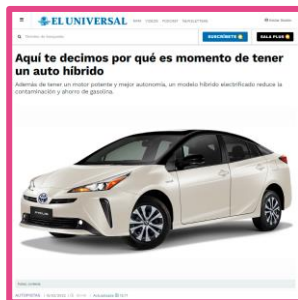 EL UNIVERSAL
SUSCRÍBETE
SALA PLUS
Aquí te decimos por qué es momento de tener
un auto híbrido
Además de tener un motor potente y mejor autonomía, un modelo híbrido electrificado reduce la
contaminación y ahorro de gasolina.
AUTOPISTAS
Actualizada